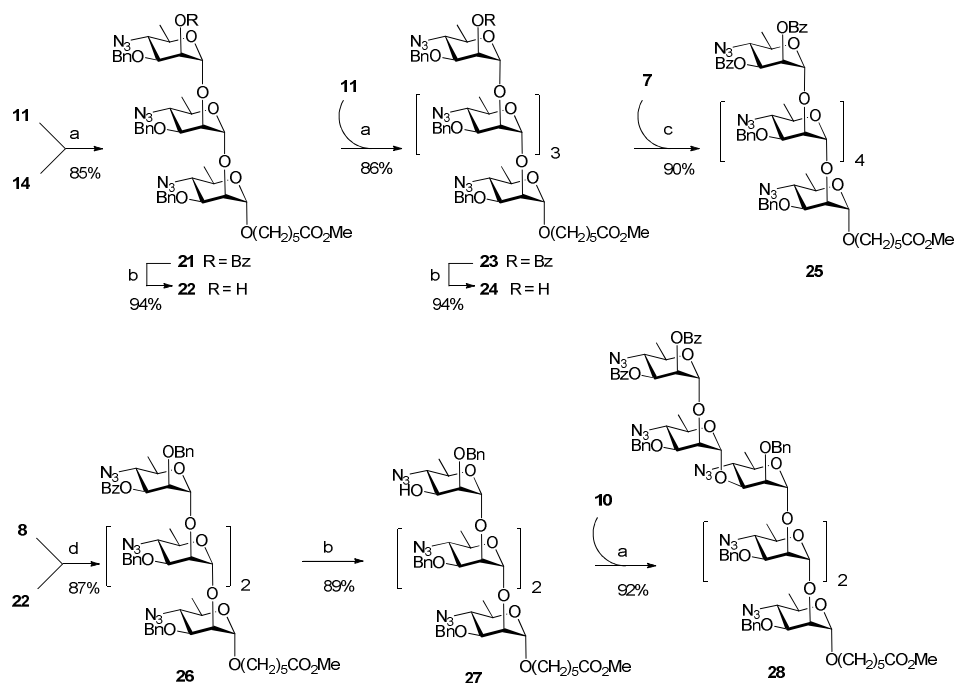 OR
N3
BnO
O
O
N3
BnO
O
O
N3
BnO
O
O(CH2)5CO2Me
11
14
a
85%
21 R = Bz
b
22 R = H
94%
11
a
86%
OR
N3
BnO
O
O
N3
BnO
O
3
O
N3
BnO
O
O(CH2)5CO2Me
23 R = Bz
b
24 R = H
94%
7
c
90%
OBz
N3
BzO
O
O
N3
BnO
O
4
O
N3
BnO
O
O(CH2)5CO2Me
25
8
22
d
87%
OBn
N3
BzO
O
O
N3
BnO
O
2
O
N3
BnO
O
O(CH2)5CO2Me
26
b
89%
OBn
N3
HO
O
O
N3
BnO
O
2
O
N3
BnO
O
O(CH2)5CO2Me
27
10
a
92%
OBz
N3
BzO
O
O
N3
BnO
O
O
OBn
N3
O
O
O
N3
BnO
O
2
O
N3
BnO
O
O(CH2)5CO2Me
28